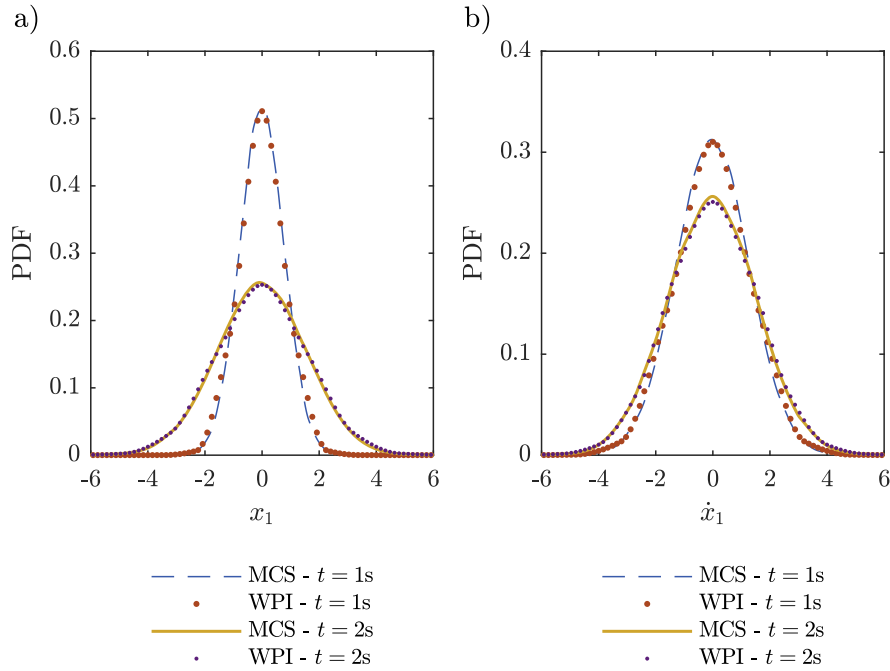 a)
0.6
0.5
0.4
0.3
0.2
0.1
0
PDF
-6 -4 -2 0 2 4 6
x₁
MCS - t = 1s
WPI - t = 1s
MCS - t = 2s
WPI - t = 2s
b)
0.4
0.3
0.2
0.1
0
PDF
-6 -4 -2 0 2 4 6
ẋ₁
MCS - t = 1s
WPI - t = 1s
MCS - t = 2s
WPI - t = 2s